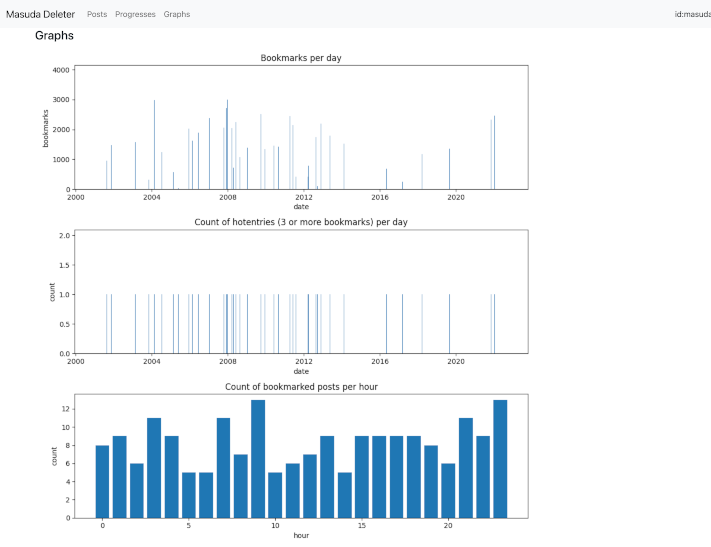 Masuda Deleter Posts Progresses Graphs id:masuda
Graphs
Bookmarks per day
4000
3000
2000
1000
0
bookmarks
2000 2004 2008 2012 2016 2020
date
Count of hotentries (3 or more bookmarks) per day
2.0
1.5
1.0
0.5
0.0
count
2000 2004 2008 2012 2016 2020
date
Count of bookmarked posts per hour
12
10
8
6
4
2
0
count
0 5 10 15 20
hour